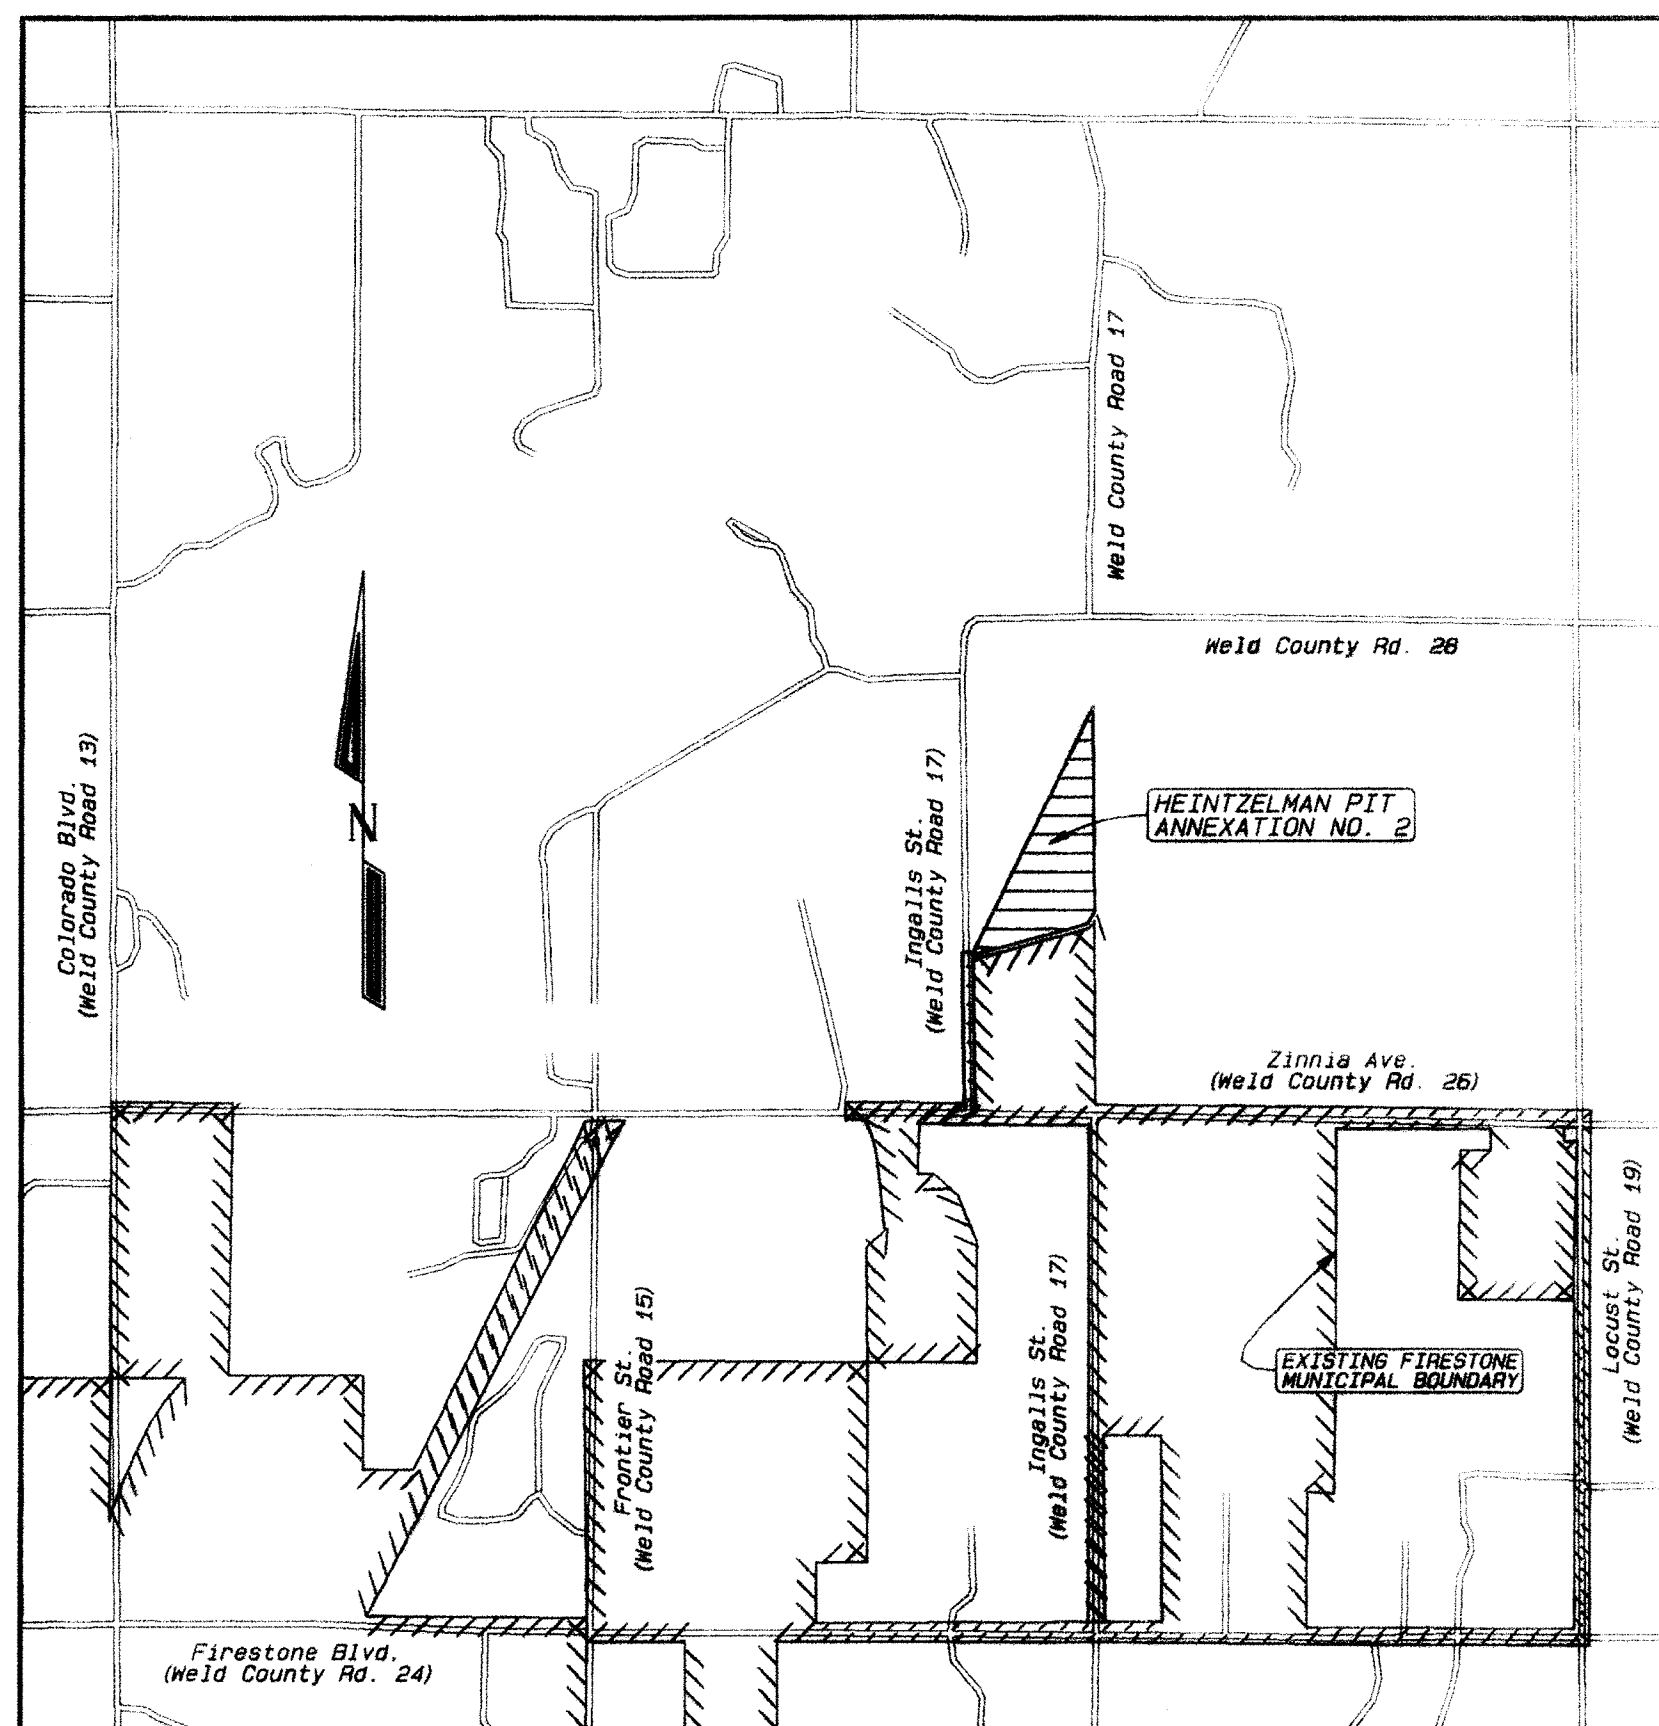 Weld County Road 17
Weld County Rd. 28
Colorado Blvd.
(Weld County Road 13)
N
Ingalls St.
(Weld County Road 17)
HEINTZELMAN PIT
ANNEXATION NO. 2
Zinnia Ave.
(Weld County Rd. 26)
Locust St.
(Weld County Road 19)
Frontier St.
(Weld County Road 15)
Ingalls St.
(Weld County Road 17)
EXISTING FIRESTONE
MUNICIPAL BOUNDARY
Firestone Blvd.
(Weld County Rd. 24)